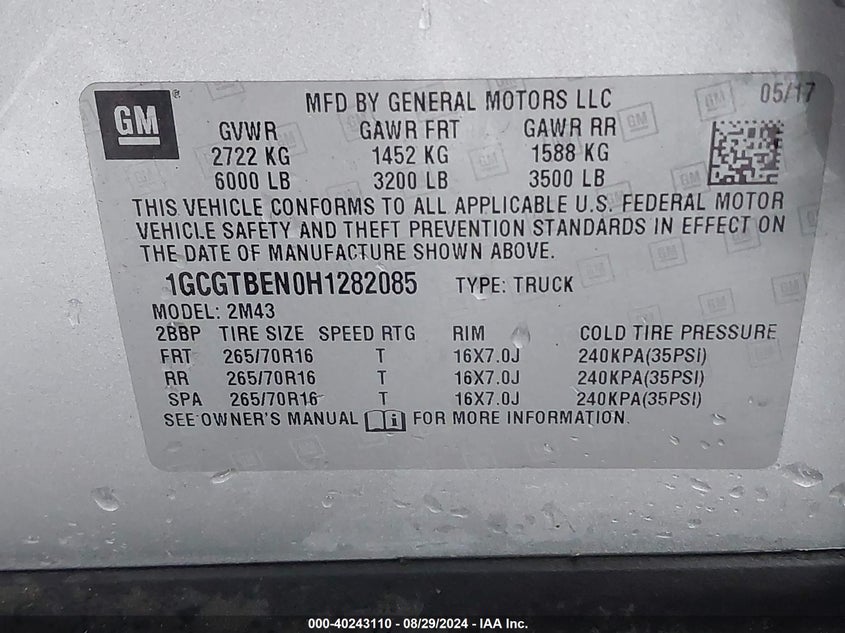 GM
MFD BY GENERAL MOTORS LLC 05/17
GVWR GAWR FRT GAWR RR
2722 KG 1452 KG 1588 KG
6000 LB 3200 LB 3500 LB
THIS VEHICLE CONFORMS TO ALL APPLICABLE U.S. FEDERAL MOTOR
VEHICLE SAFETY AND THEFT PREVENTION STANDARDS IN EFFECT ON
THE DATE OF MANUFACTURE SHOWN ABOVE.
1GCGTBEN0H1282085 TYPE: TRUCK
MODEL: 2M43
2BBP TIRE SIZE SPEED RTG RIM COLD TIRE PRESSURE
FRT 265/70R16 T 16X7.0J 240KPA(35PSI)
RR 265/70R16 T 16X7.0J 240KPA(35PSI)
SPA 265/70R16 T 16X7.0J 240KPA(35PSI)
SEE OWNER'S MANUAL FOR MORE INFORMATION.
000-40243110 - 08/29/2024 - IAA Inc.